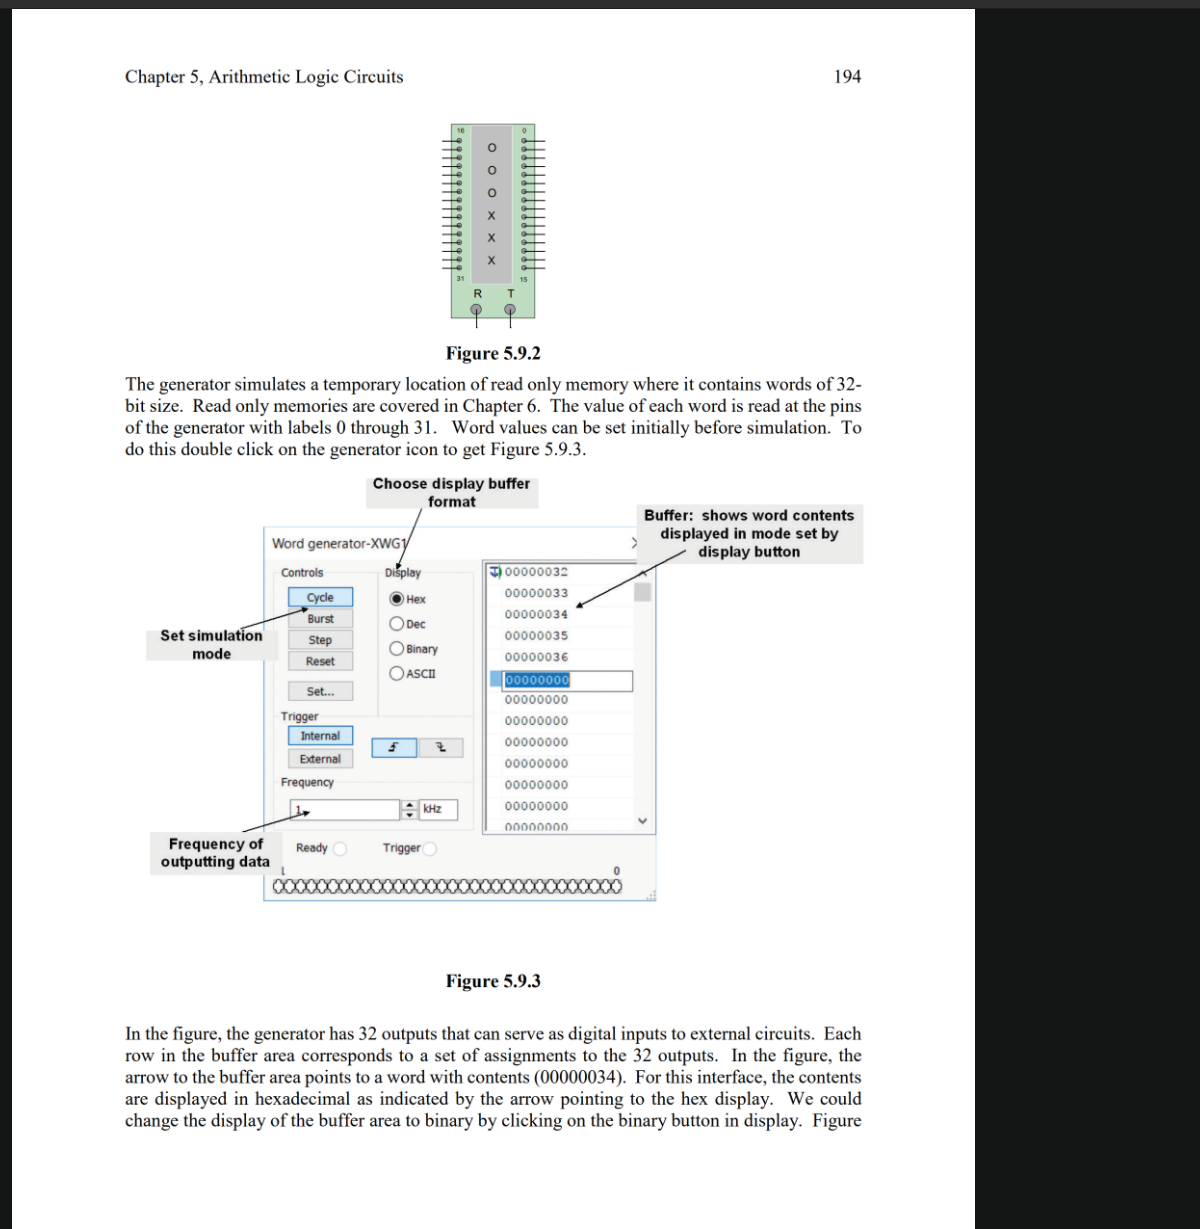 Chapter 5, Arithmetic Logic Circuits 194
16 0
O
O
O
X
X
X
31 15
R T
Figure 5.9.2
The generator simulates a temporary location of read only memory where it contains words of 32-
bit size. Read only memories are covered in Chapter 6. The value of each word is read at the pins
of the generator with labels 0 through 31. Word values can be set initially before simulation. To
do this double click on the generator icon to get Figure 5.9.3.
Choose display buffer
format
Buffer: shows word contents
displayed in mode set by
display button
Word generator-XWG1
Controls
Cycle
Burst
Step
Reset
Set...
Set simulation
mode
Display
Hex
Dec
Binary
ASCII
Trigger
Internal
External
Frequency
1
kHz
Frequency of
outputting data
Ready
Trigger
1 0
00000032
00000033
00000034
00000035
00000036
00000000
00000000
00000000
00000000
00000000
00000000
00000000
00000000
Figure 5.9.3
In the figure, the generator has 32 outputs that can serve as digital inputs to external circuits. Each
row in the buffer area corresponds to a set of assignments to the 32 outputs. In the figure, the
arrow to the buffer area points to a word with contents (00000034). For this interface, the contents
are displayed in hexadecimal as indicated by the arrow pointing to the hex display. We could
change the display of the buffer area to binary by clicking on the binary button in display. Figure